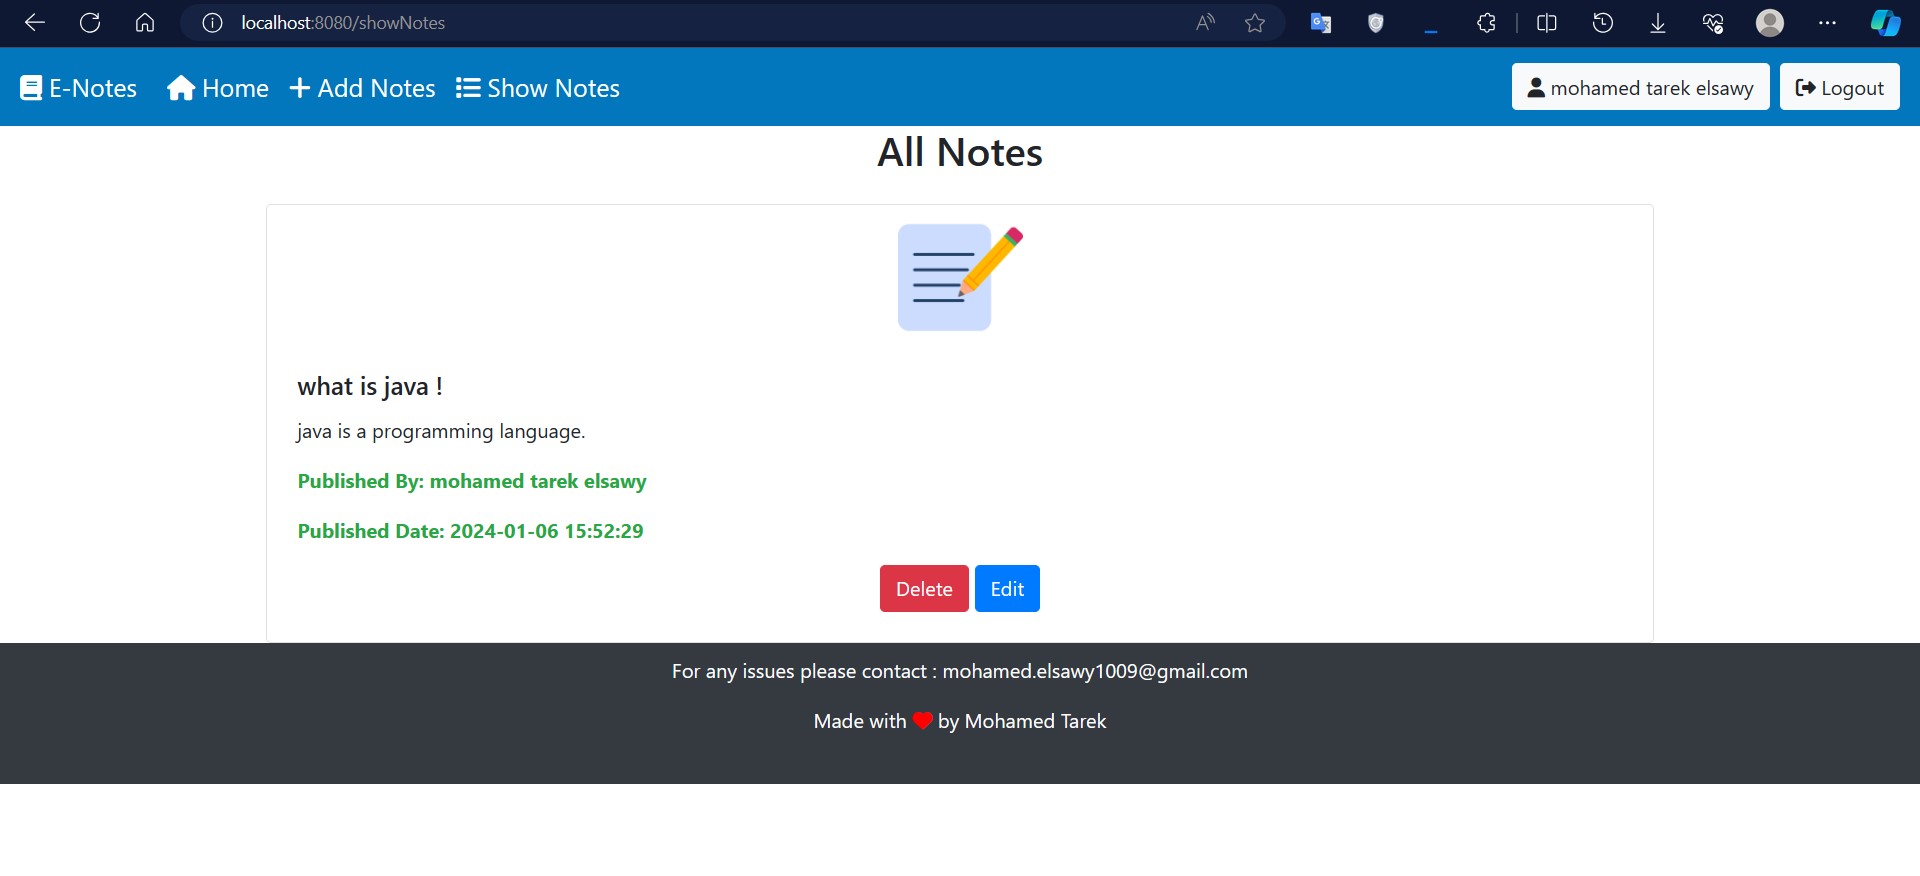 localhost:8080/showNotes
E-Notes Home Add Notes Show Notes mohamed tarek elsawy Logout
All Notes
what is java !
java is a programming language.
Published By: mohamed tarek elsawy
Published Date: 2024-01-06 15:52:29
Delete Edit
For any issues please contact : mohamed.elsawy1009@gmail.com
Made with ❤ by Mohamed Tarek